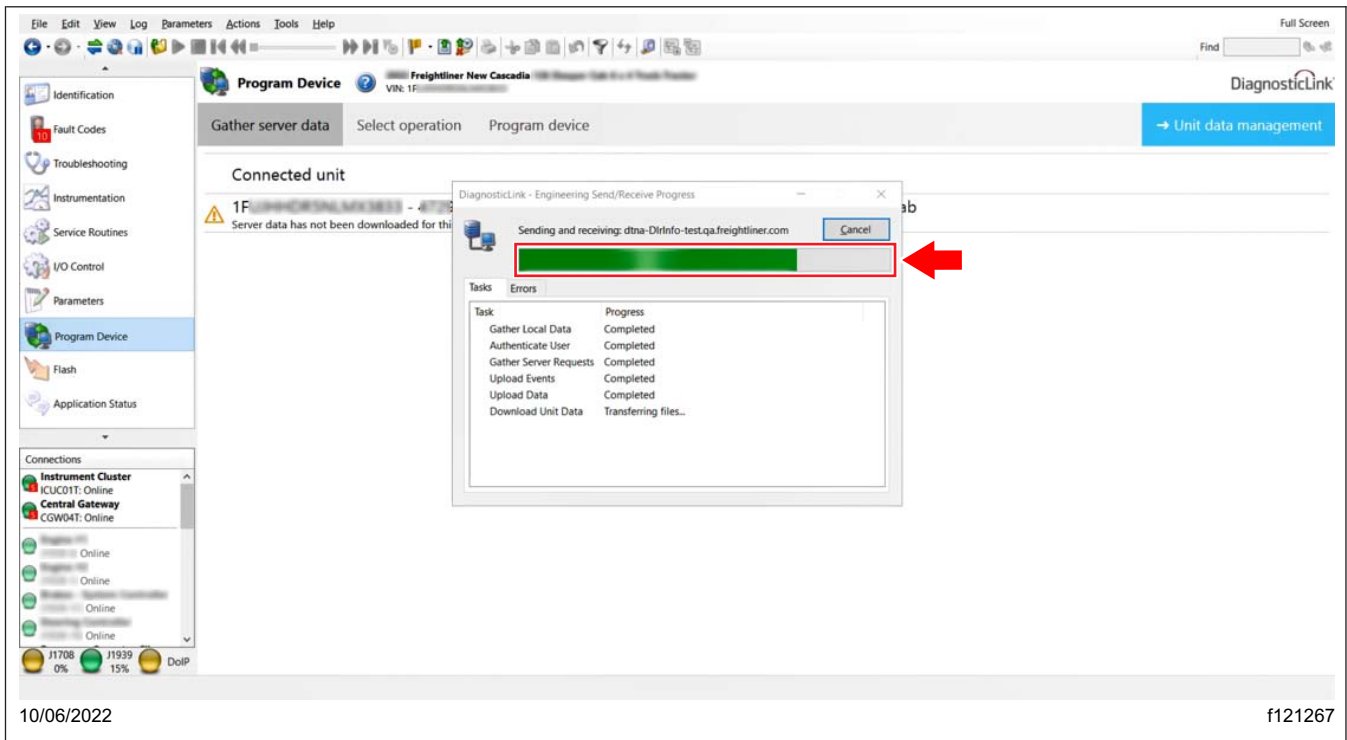 File Edit View Log Parameters Actions Tools Help Full Screen
Find
Program Device Freightliner New Cascadia
VIN: 1F
DiagnosticLink
Identification
10
Fault Codes
Troubleshooting
Instrumentation
Service Routines
I/O Control
Parameters
Program Device
Flash
Application Status
Gather server data Select operation Program device → Unit data management
Connected unit
1F - ab
Server data has not been downloaded for thi
DiagnosticLink - Engineering Send/Receive Progress
Sending and receiving: dtna-DlrInfo-test.qa.freightliner.com Cancel
Tasks Errors
Task Progress
Gather Local Data Completed
Authenticate User Completed
Gather Server Requests Completed
Upload Events Completed
Upload Data Completed
Download Unit Data Transferring files...
Connections
Instrument Cluster
ICUC01T: Online
Central Gateway
CGW04T: Online
Online
Online
Online
Online
J1708 J1939 DoIP
0% 15%
10/06/2022 f121267